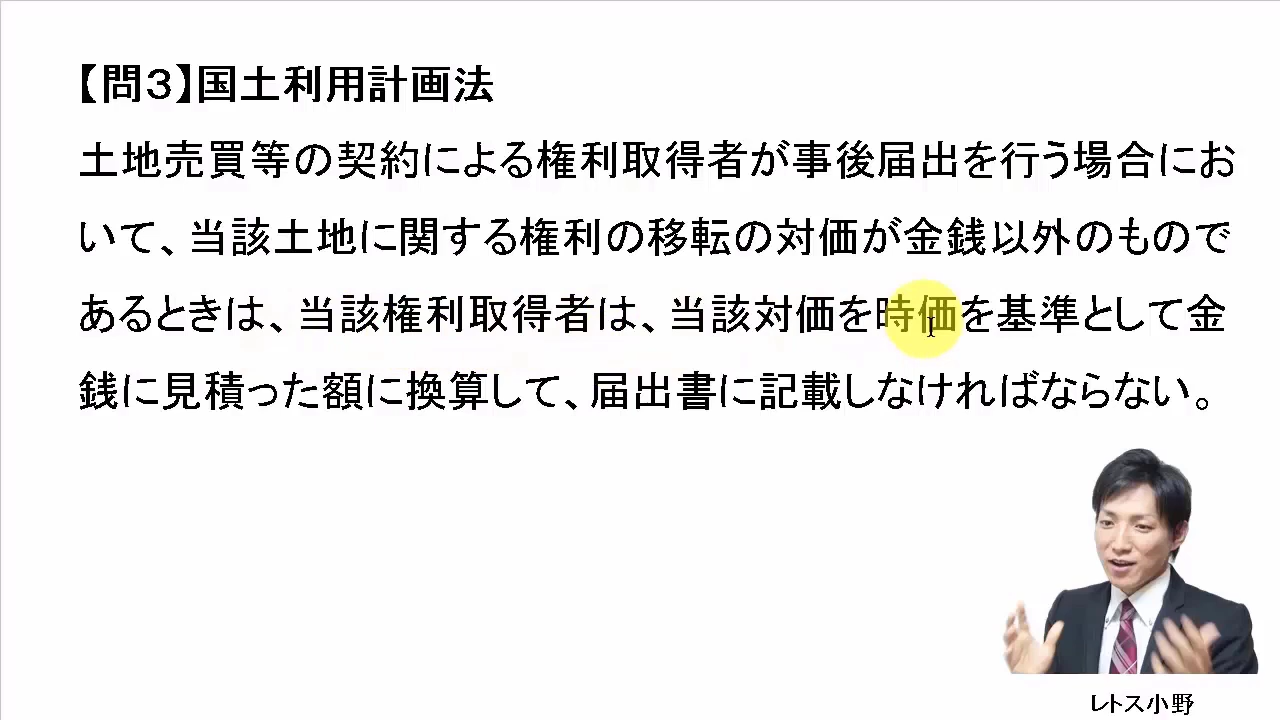 【問３】国土利用計画法
土地売買等の契約による権利取得者が事後届出を行う場合にお
いて、当該土地に関する権利の移転の対価が金銭以外のもので
あるときは、当該権利取得者は、当該対価を時価を基準として金
銭に見積った額に換算して、届出書に記載しなければならない。
レトス小野